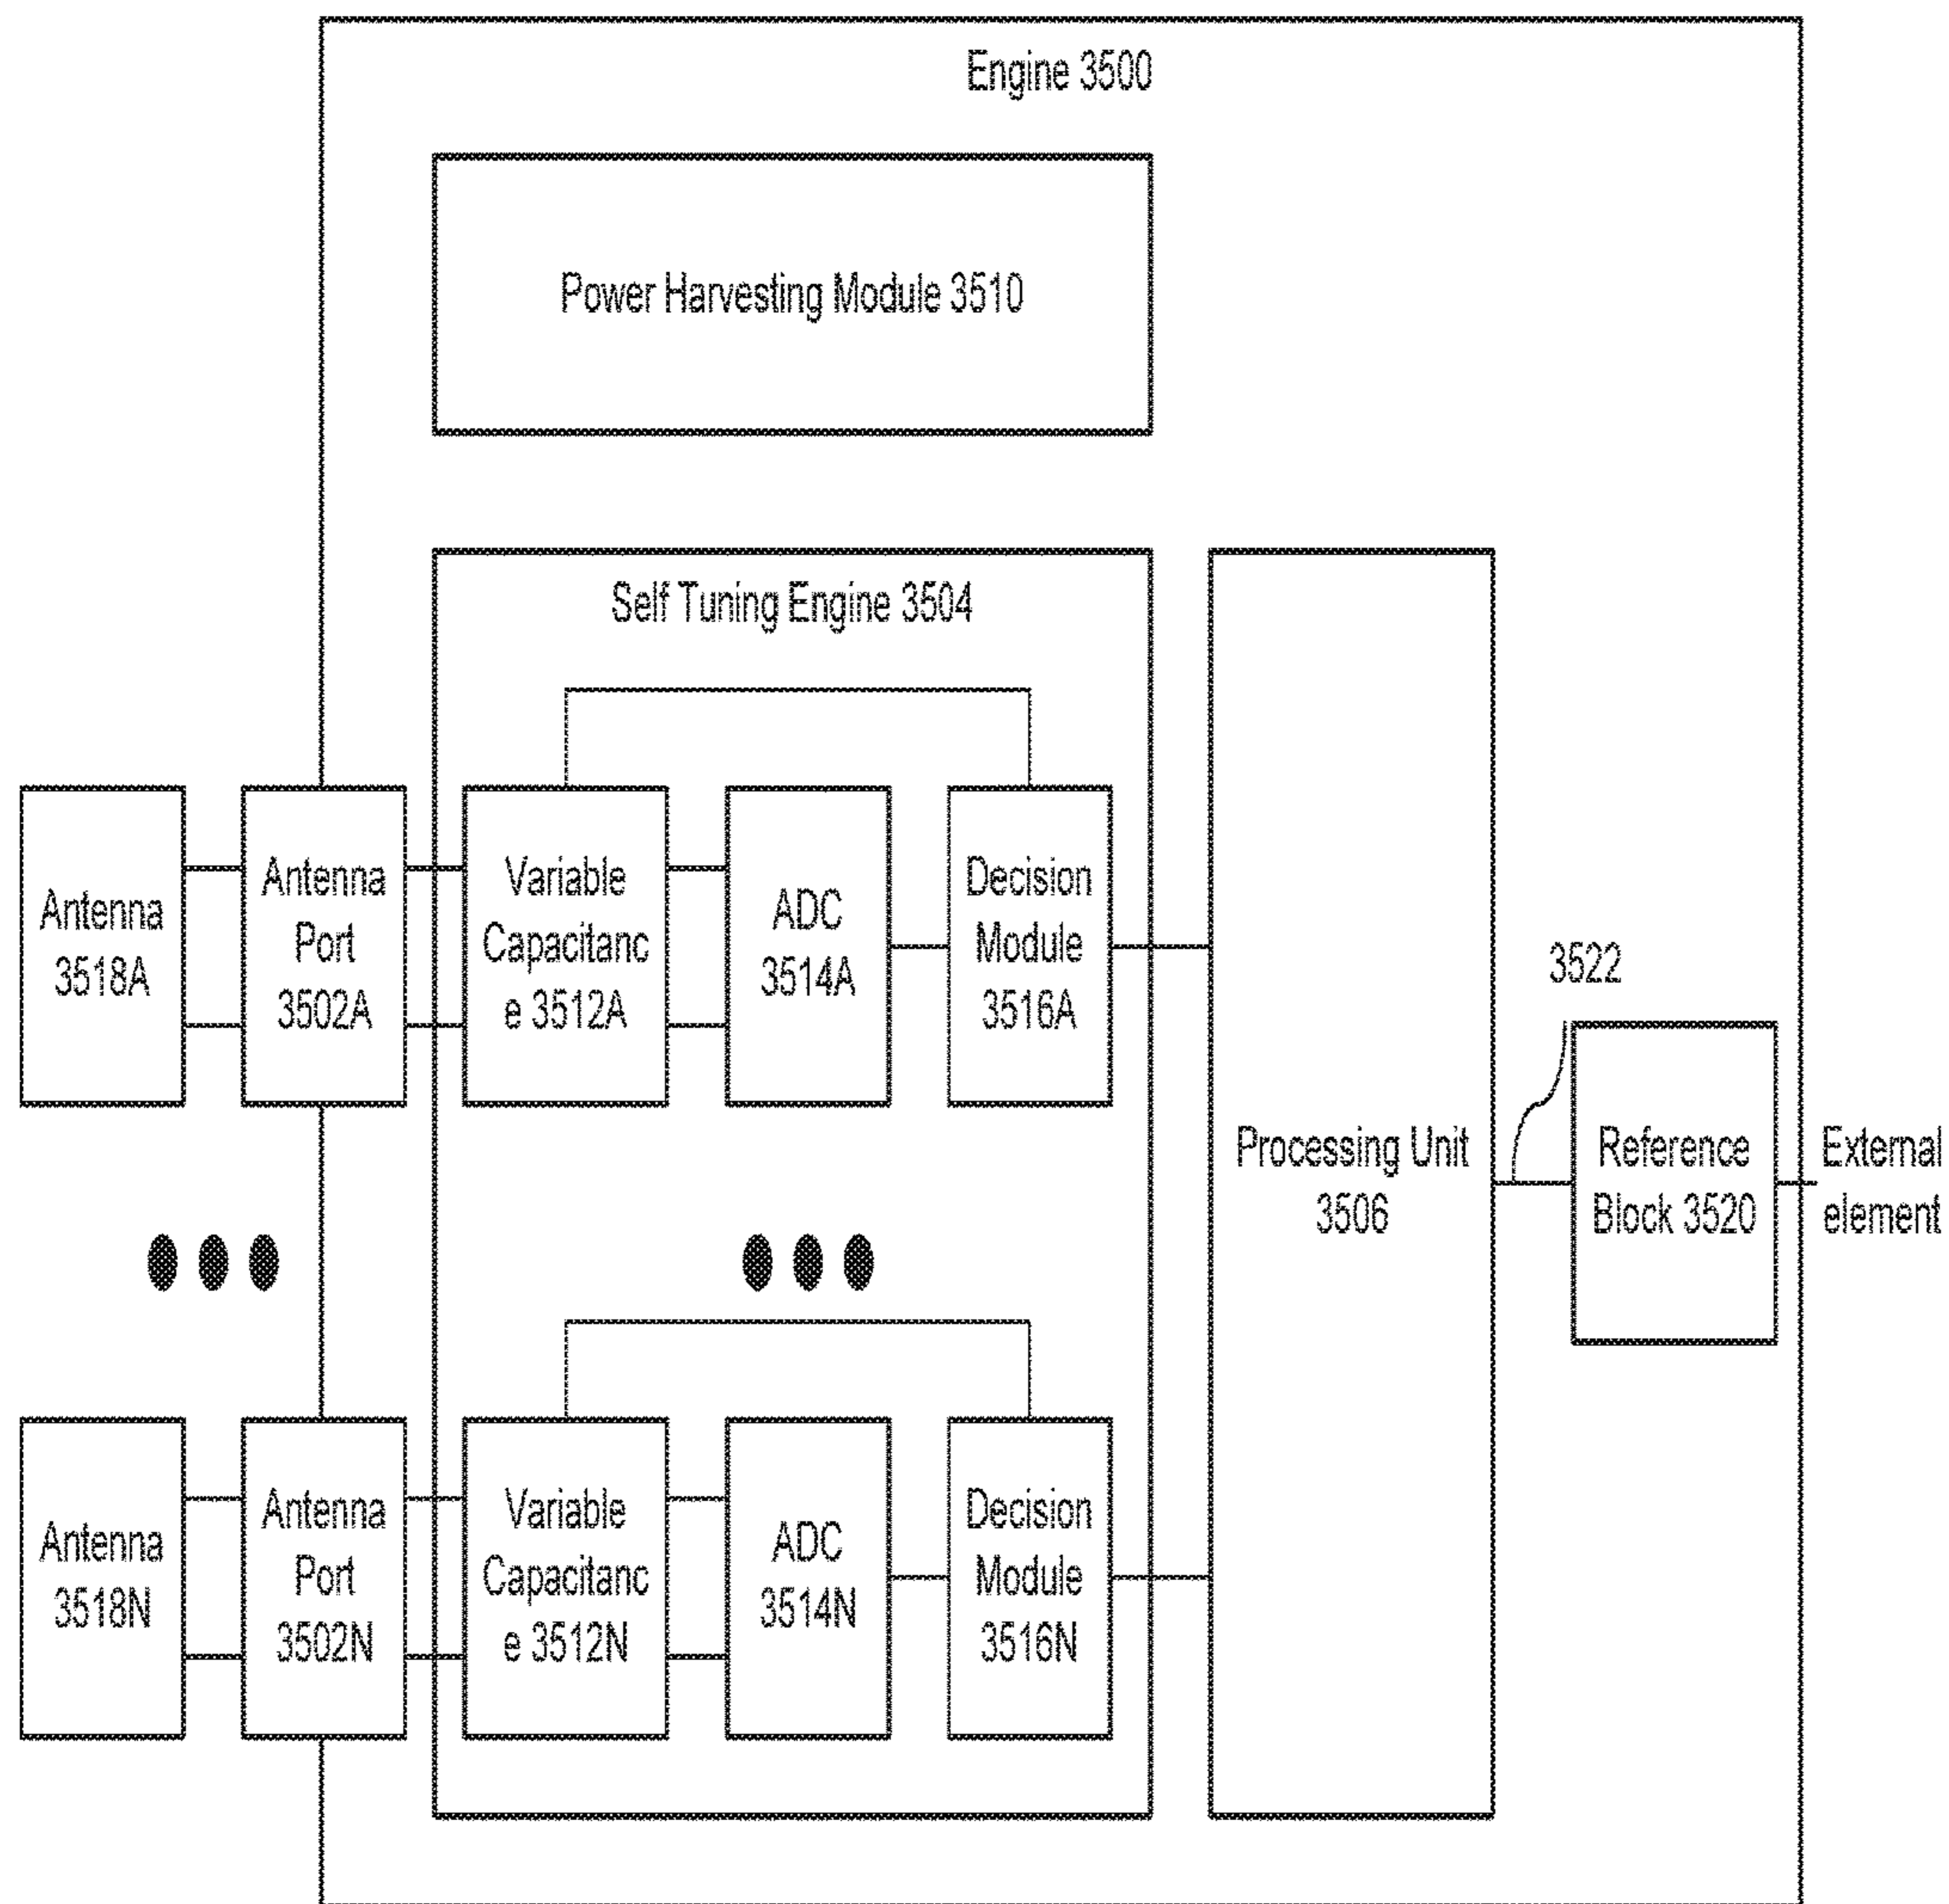 Engine 3500
Power Harvesting Module 3510
Self Tuning Engine 3504
Antenna
3518A
Antenna
Port
3502A
Variable
Capacitanc
e 3512A
ADC
3514A
Decision
Module
3516A
3522
Processing Unit
3506
Reference
Block 3520
External
element
Antenna
3518N
Antenna
Port
3502N
Variable
Capacitanc
e 3512N
ADC
3514N
Decision
Module
3516N